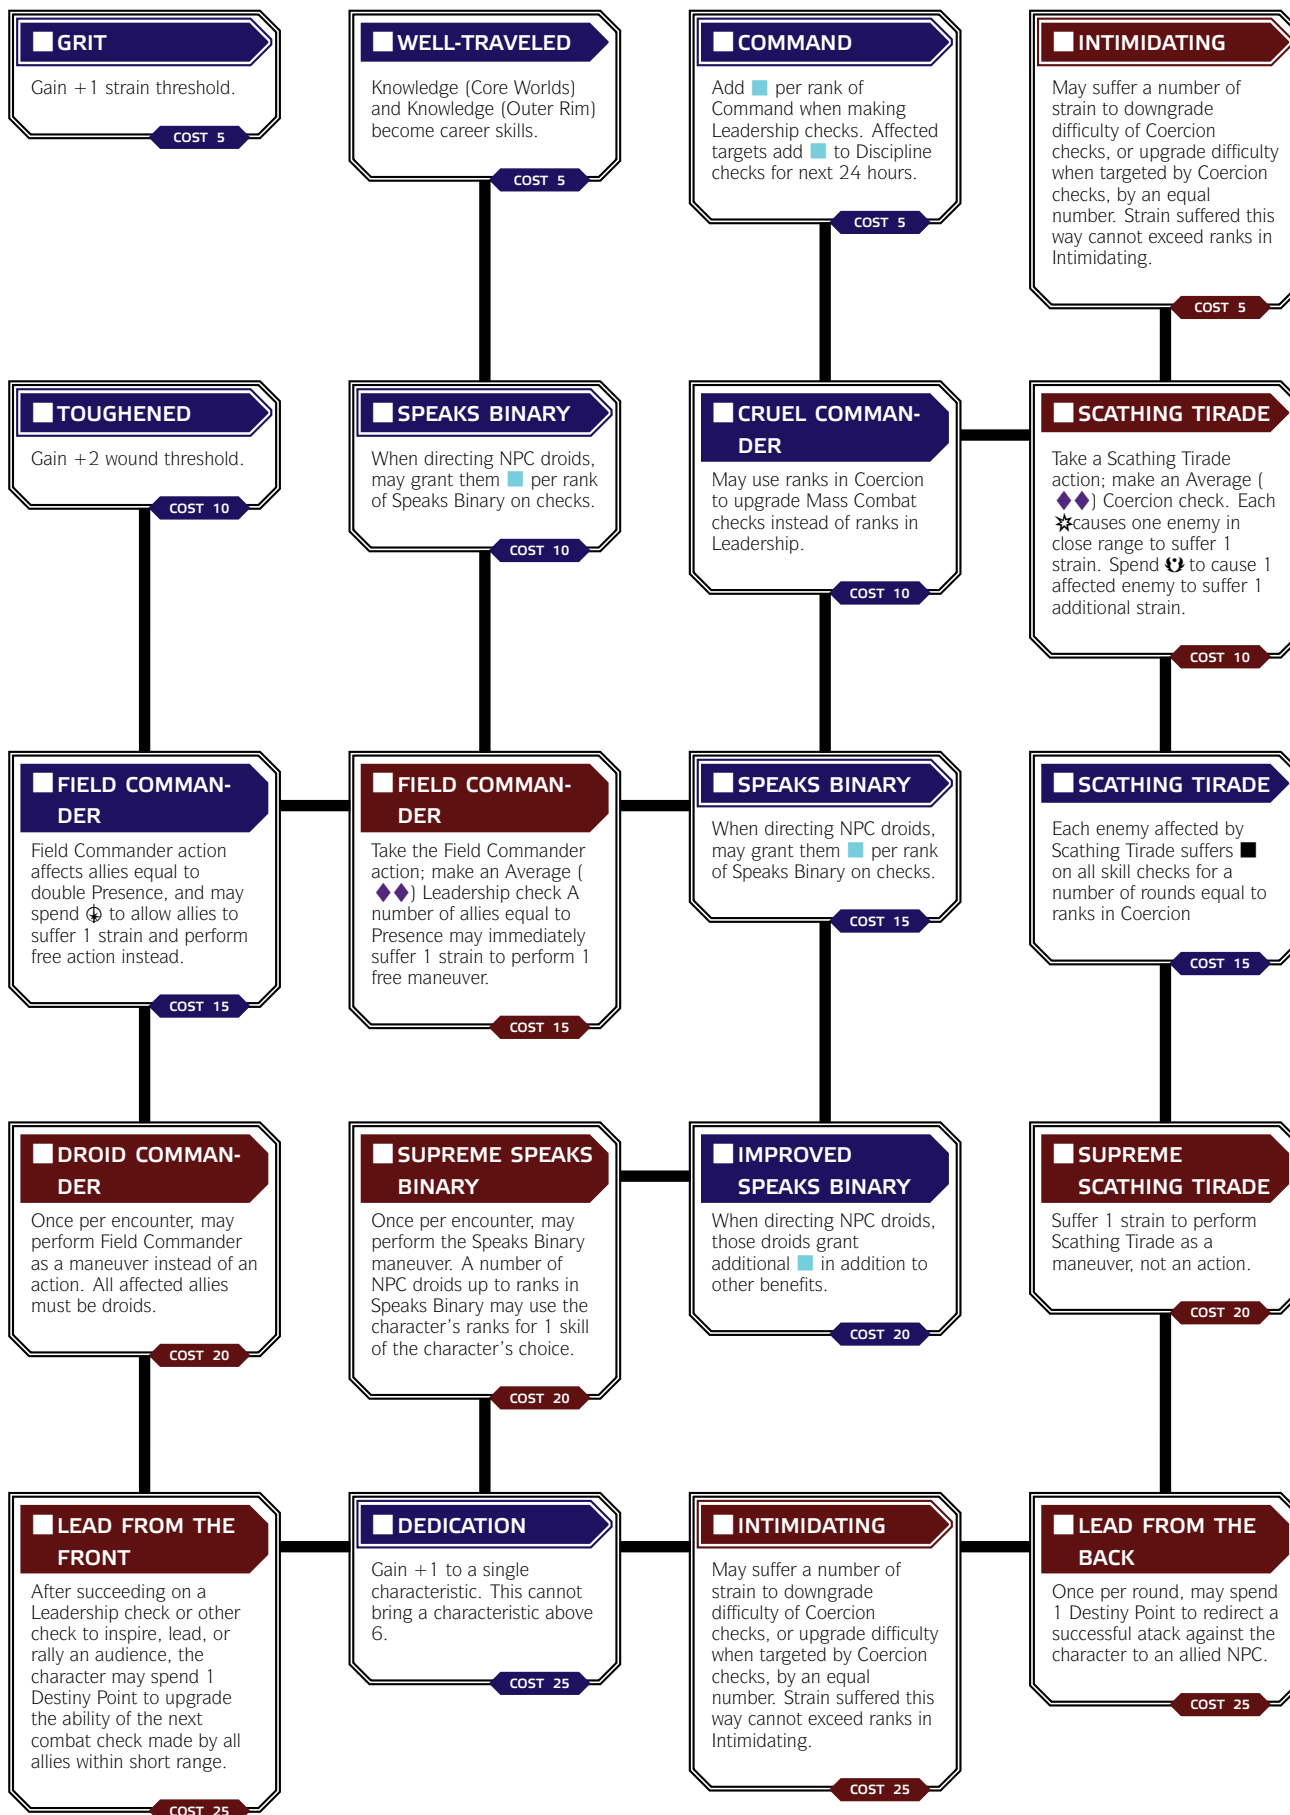 GRIT
Gain +1 strain threshold.
COST 5
WELL-TRAVELED
Knowledge (Core Worlds)
and Knowledge (Outer Rim)
become career skills.
COST 5
COMMAND
Add per rank of
Command when making
Leadership checks. Affected
targets add to Discipline
checks for next 24 hours.
COST 5
INTIMIDATING
May suffer a number of
strain to downgrade
difficulty of Coercion
checks, or upgrade difficulty
when targeted by Coercion
checks, by an equal
number. Strain suffered this
way cannot exceed ranks in
Intimidating.
COST 5
TOUGHENED
Gain +2 wound threshold.
COST 10
SPEAKS BINARY
When directing NPC droids,
may grant them per rank
of Speaks Binary on checks.
COST 10
CRUEL COMMAN-
DER
May use ranks in Coercion
to upgrade Mass Combat
checks instead of ranks in
Leadership.
COST 10
SCATHING TIRADE
Take a Scathing Tirade
action; make an Average (
) Coercion check. Each
causes one enemy in
close range to suffer 1
strain. Spend to cause 1
affected enemy to suffer 1
additional strain.
COST 10
FIELD COMMAN-
DER
Field Commander action
affects allies equal to
double Presence, and may
spend to allow allies to
suffer 1 strain and perform
free action instead.
COST 15
FIELD COMMAN-
DER
Take the Field Commander
action; make an Average (
) Leadership check A
number of allies equal to
Presence may immediately
suffer 1 strain to perform 1
free maneuver.
COST 15
SPEAKS BINARY
When directing NPC droids,
may grant them per rank
of Speaks Binary on checks.
COST 15
SCATHING TIRADE
Each enemy affected by
Scathing Tirade suffers
on all skill checks for a
number of rounds equal to
ranks in Coercion
COST 15
DROID COMMAN-
DER
Once per encounter, may
perform Field Commander
as a maneuver instead of an
action. All affected allies
must be droids.
COST 20
SUPREME SPEAKS
BINARY
Once per encounter, may
perform the Speaks Binary
maneuver. A number of
NPC droids up to ranks in
Speaks Binary may use the
character's ranks for 1 skill
of the character's choice.
COST 20
IMPROVED
SPEAKS BINARY
When directing NPC droids,
those droids grant
additional in addition to
other benefits.
COST 20
SUPREME
SCATHING TIRADE
Suffer 1 strain to perform
Scathing Tirade as a
maneuver, not an action.
COST 20
LEAD FROM THE
FRONT
After succeeding on a
Leadership check or other
check to inspire, lead, or
rally an audience, the
character may spend 1
Destiny Point to upgrade
the ability of the next
combat check made by all
allies within short range.
COST 25
DEDICATION
Gain +1 to a single
characteristic. This cannot
bring a characteristic above
6.
COST 25
INTIMIDATING
May suffer a number of
strain to downgrade
difficulty of Coercion
checks, or upgrade difficulty
when targeted by Coercion
checks, by an equal
number. Strain suffered this
way cannot exceed ranks in
Intimidating.
COST 25
LEAD FROM THE
BACK
Once per round, may spend
1 Destiny Point to redirect a
successful atack against the
character to an allied NPC.
COST 25